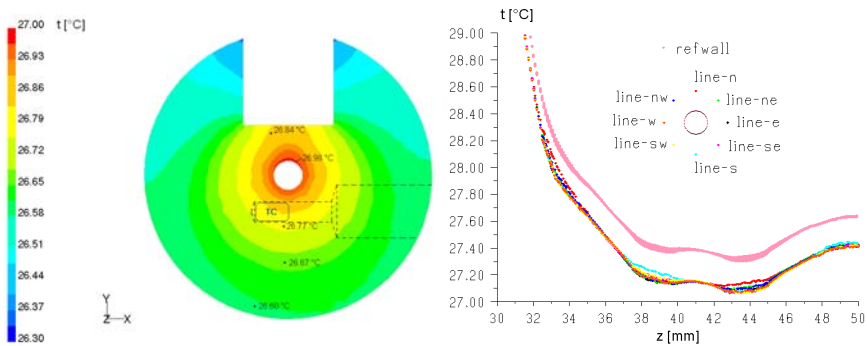 27.00 t [°C]
26.93
26.86
26.79
26.72
26.65
26.58
26.51
26.44
26.37
26.30
26.84 °C
26.98 °C
TC
26.77 °C
26.67 °C
26.60 °C
Y
Z X
t [°C]
29.00
28.80
28.60
28.40
28.20
28.00
27.80
27.60
27.40
27.20
27.00
30 32 34 36 38 40 42 44 46 48 50
z [mm]
refwall
line-n
line-nw line-ne
line-w line-e
line-sw line-se
line-s